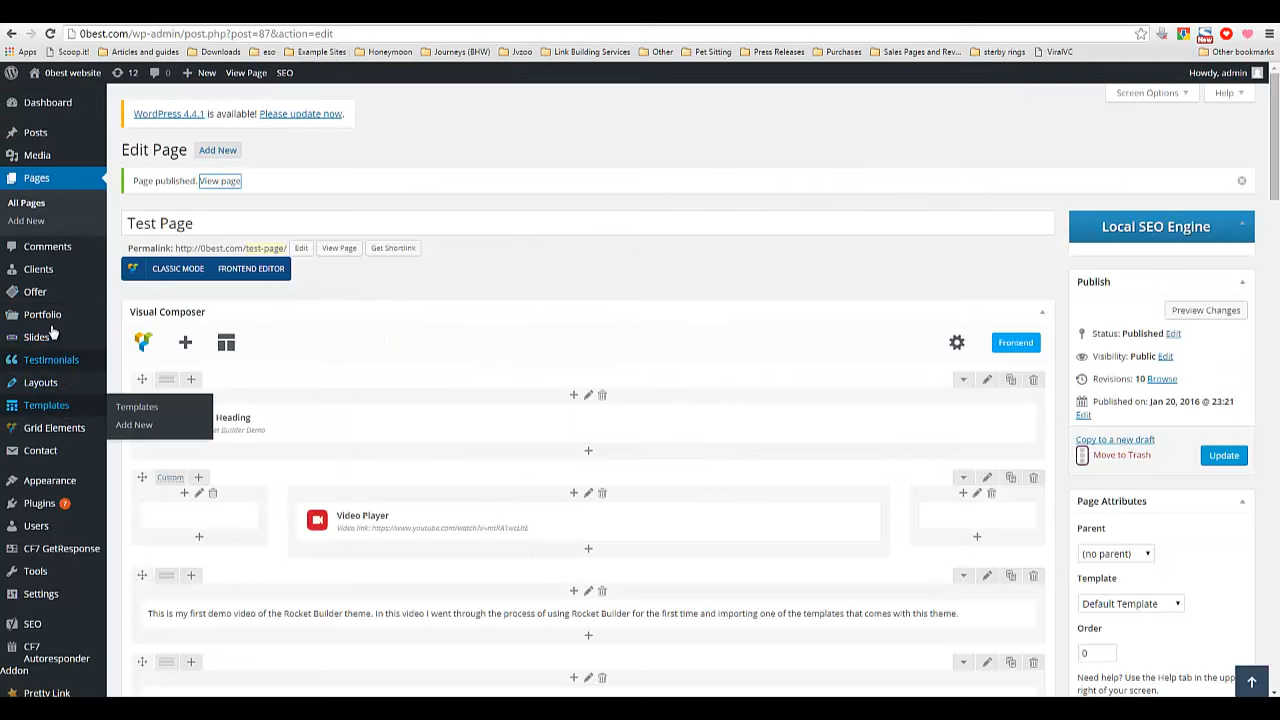 0best.com/wp-admin/post.php?post=87&action=edit
Apps Scoop.it! Articles and guides Downloads eso Example Sites Honeymoon Journeys (BHW) Jvzoo Link Building Services Other Pet Sitting Press Releases Purchases Sales Pages and Rev... sterby rings ViralVC Other bookmarks
0best website 12 0 New View Page SEO Howdy, admin
Dashboard
Posts
Media
Pages
All Pages
Add New
Comments
Clients
Offer
Portfolio
Slides
Testimonials
Layouts
Templates
Grid Elements
Contact
Appearance
Plugins 7
Users
CF7 GetResponse
Tools
Settings
SEO
CF7
Autoresponder
Addon
Pretty Link
Templates
Add New
Screen Options Help
WordPress 4.4.1 is available! Please update now.
Edit Page Add New
Page published. View page
Test Page
Permalink: http://0best.com/test-page/ Edit View Page Get Shortlink
CLASSIC MODE FRONTEND EDITOR
Visual Composer
Frontend
Heading
et Builder Demo
Custom
Video Player
This is my first demo video of the Rocket Builder theme. In this video I went through the process of using Rocket Builder for the first time and importing one of the templates that comes with this theme.
Local SEO Engine
Publish
Preview Changes
Status: Published Edit
Visibility: Public Edit
Revisions: 10 Browse
Published on: Jan 20, 2016 @ 23:21
Edit
Copy to a new draft
Move to Trash Update
Page Attributes
Parent
(no parent)
Template
Default Template
Order
0
Need help? Use the Help tab in the upp
right of your screen.